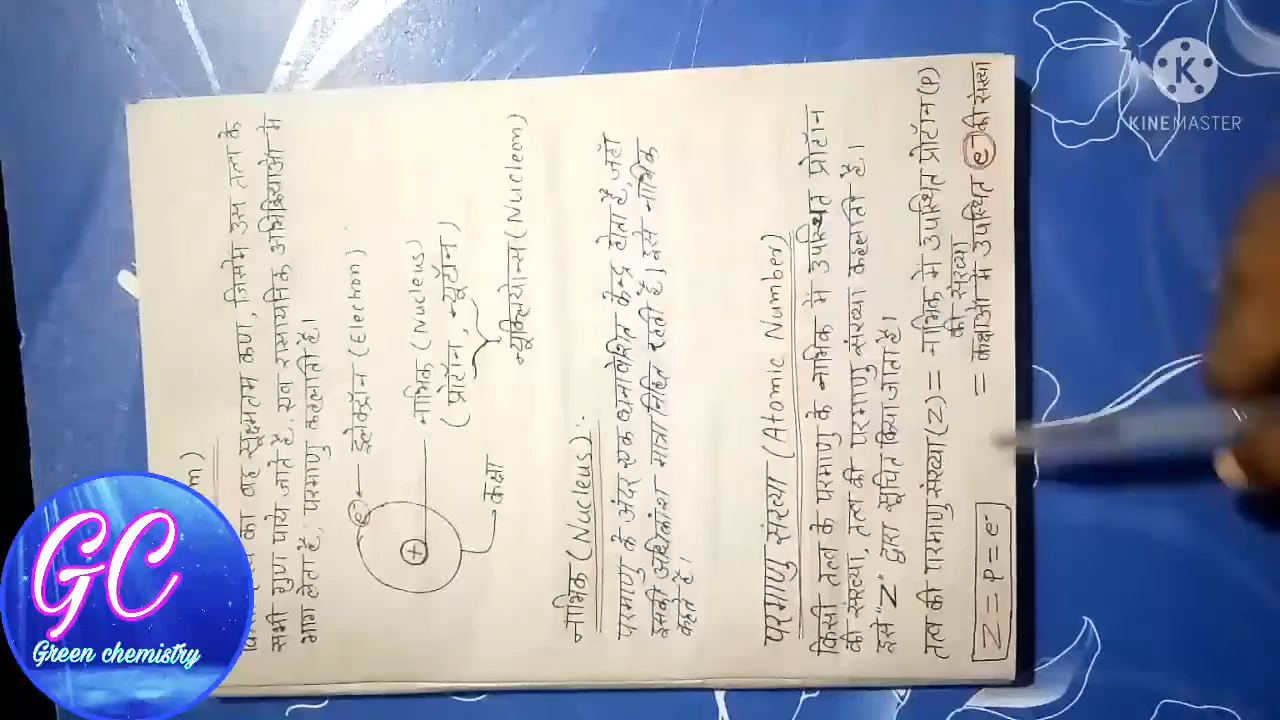 m)
का वह सूक्ष्मतम कण, जिसमें उस तत्व के
सभी गुण पाये जाते हैं, एवं रासायनिक अभिक्रियाओं में
भाग लेता है, परमाणु कहलाती हैं।
e⁻
इलेक्ट्रॉन (Electron)
+
नाभिक (Nucleus)
(प्रोटॉन, न्यूट्रॉन)
न्यूक्लियोन्स (Nucleon)
कक्षा
नाभिक (Nucleus):-
परमाणु के अंदर एक धनावेशित केन्द्र होता हैं, जहाँ
इसकी अधिकांश मात्रा निहित रहती हैं। इसे नाभिक
कहते हैं।
परमाणु संख्या (Atomic Number)
किसी तत्व के परमाणु के नाभिक में उपस्थित प्रोटॉन
की संख्या, तत्व की परमाणु संख्या कहलाती हैं।
इसे "Z" द्वारा सूचित किया जाता हैं।
तत्व की परमाणु संख्या (Z) = नाभिक में उपस्थित प्रोटॉन (P)
की संख्या
= कक्षाओं में उपस्थित e⁻ की संख्या
Z = P = e⁻
GC
Green chemistry
K
KINEMASTER